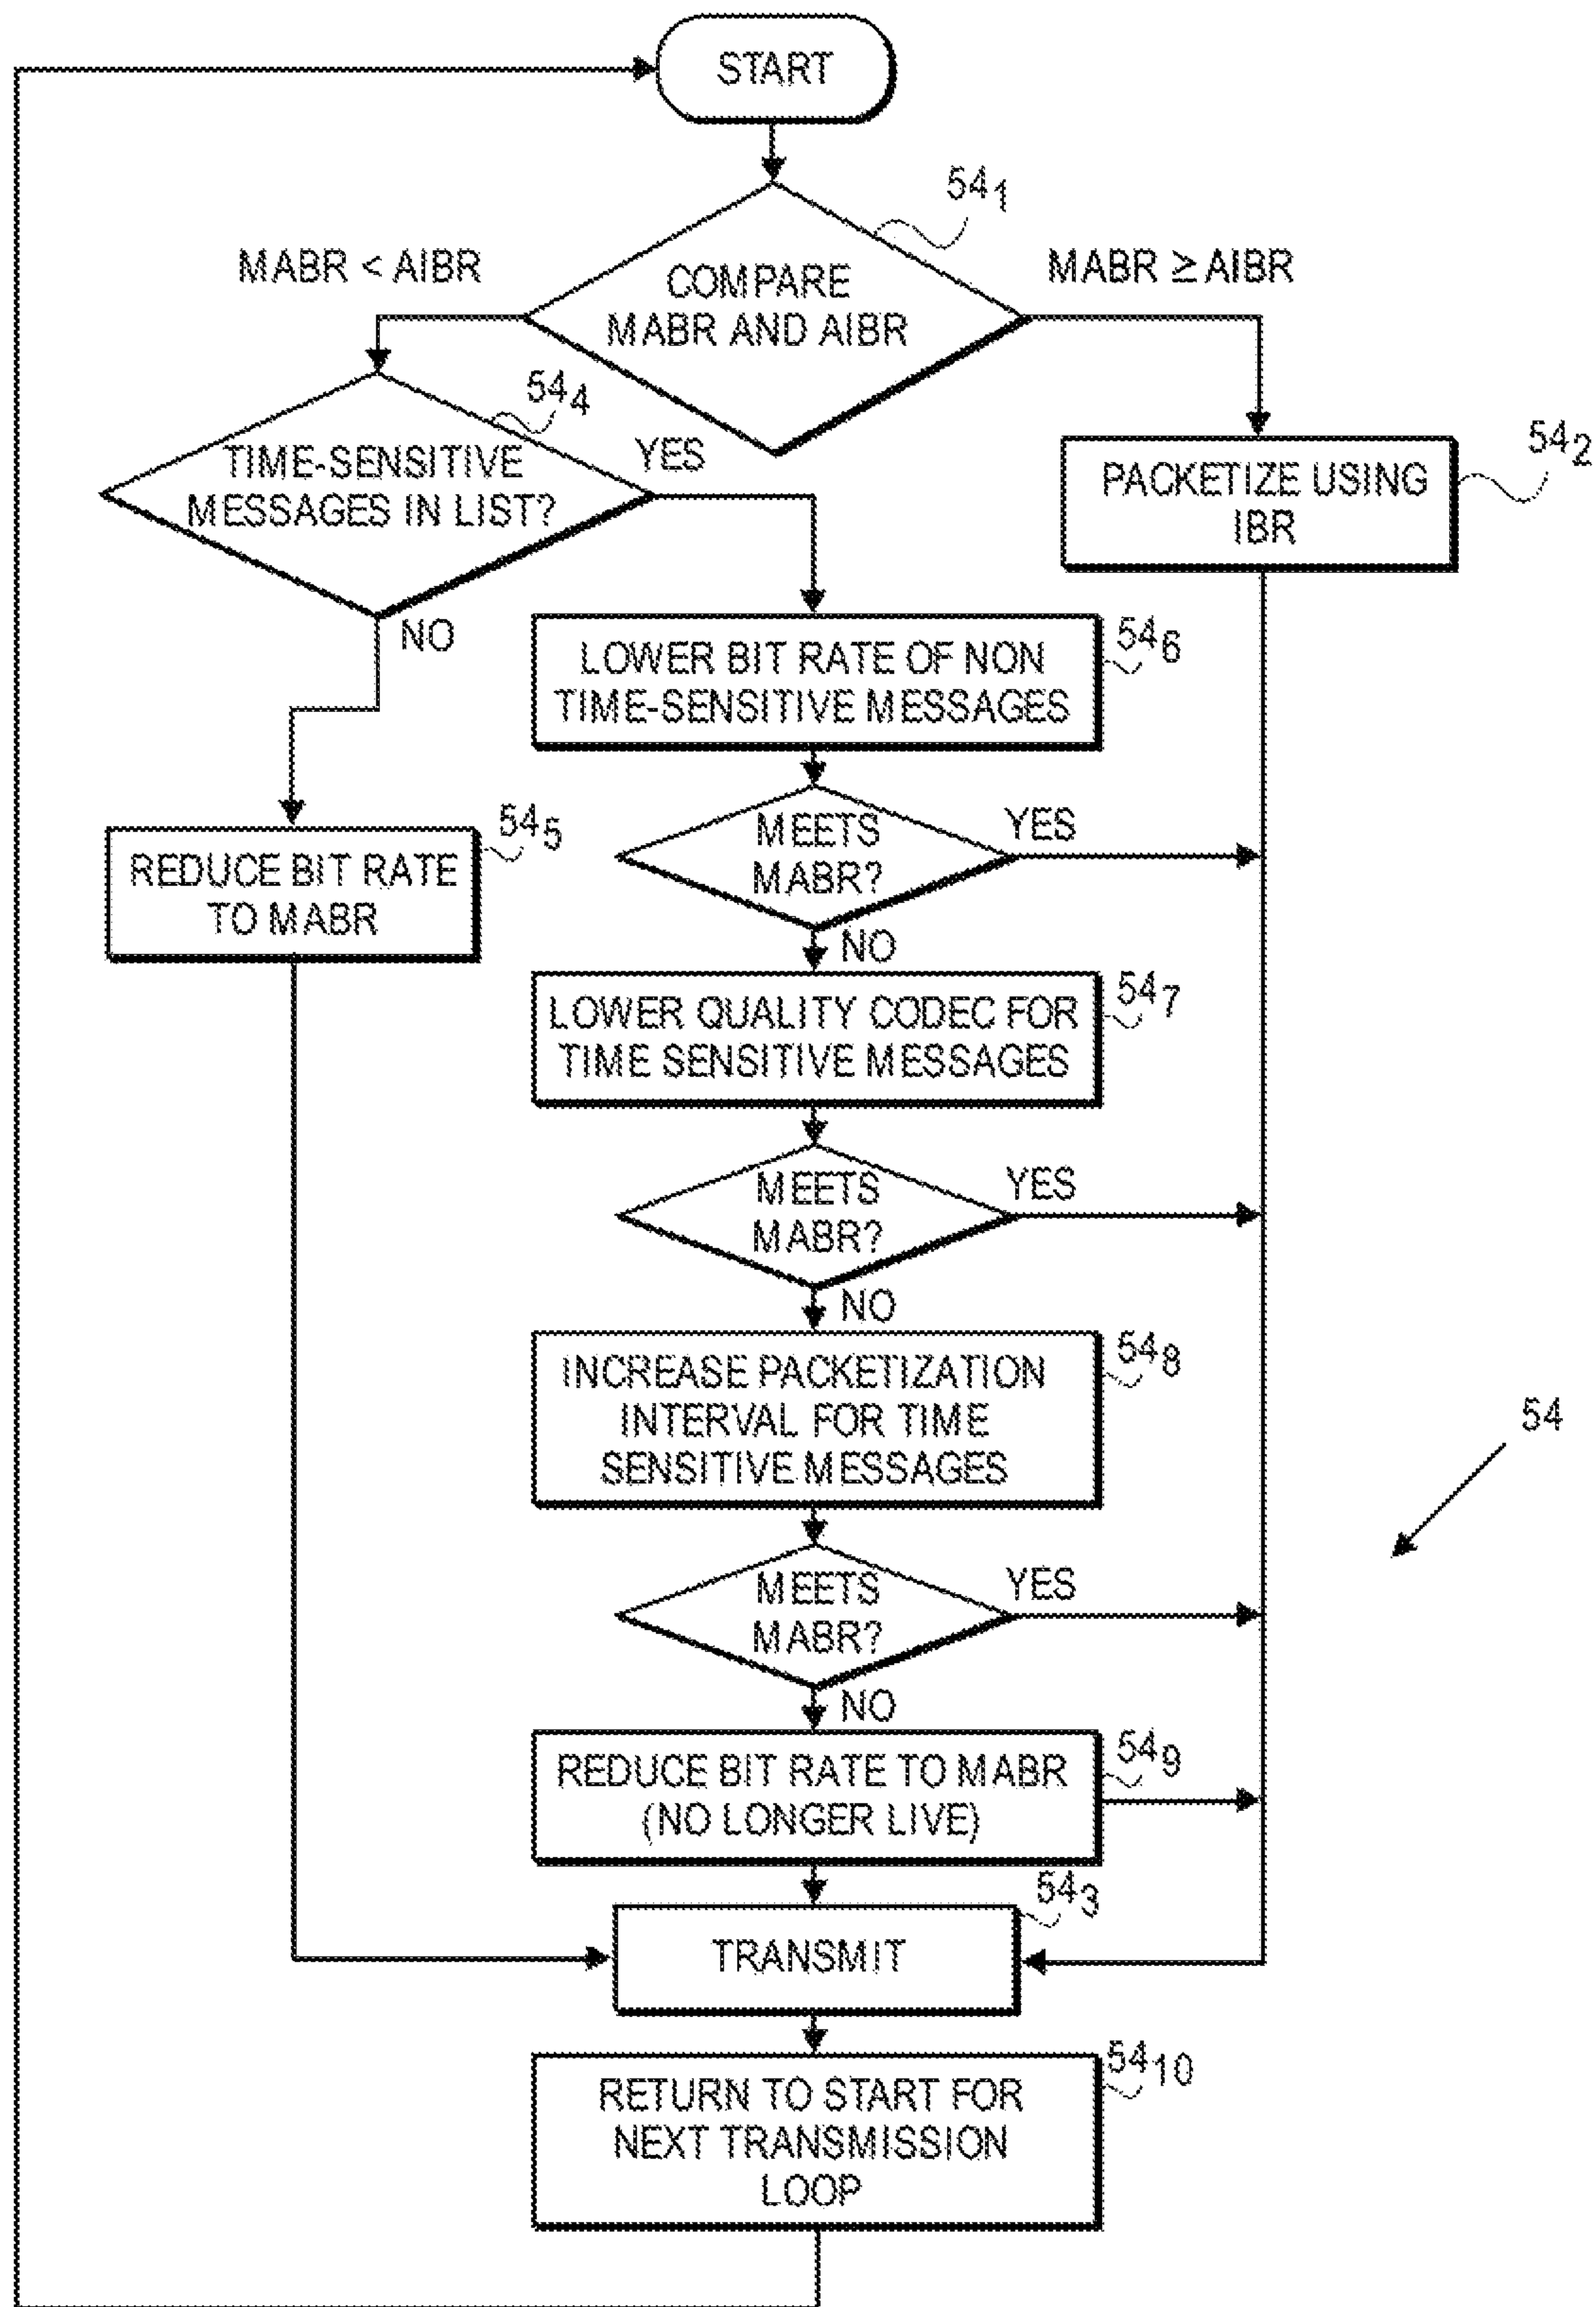 START
54₁
MABR < AIBR
MABR ≥ AIBR
COMPARE
MABR AND AIBR
54₄
TIME-SENSITIVE
MESSAGES IN LIST?
YES
NO
54₂
PACKETIZE USING
IBR
54₆
LOWER BIT RATE OF NON
TIME-SENSITIVE MESSAGES
54₅
REDUCE BIT RATE
TO MABR
MEETS
MABR?
YES
NO
54₇
LOWER QUALITY CODEC FOR
TIME SENSITIVE MESSAGES
MEETS
MABR?
YES
NO
54₈
INCREASE PACKETIZATION
INTERVAL FOR TIME
SENSITIVE MESSAGES
54
MEETS
MABR?
YES
NO
54₉
REDUCE BIT RATE TO MABR
(NO LONGER LIVE)
54₃
TRANSMIT
54₁₀
RETURN TO START FOR
NEXT TRANSMISSION
LOOP